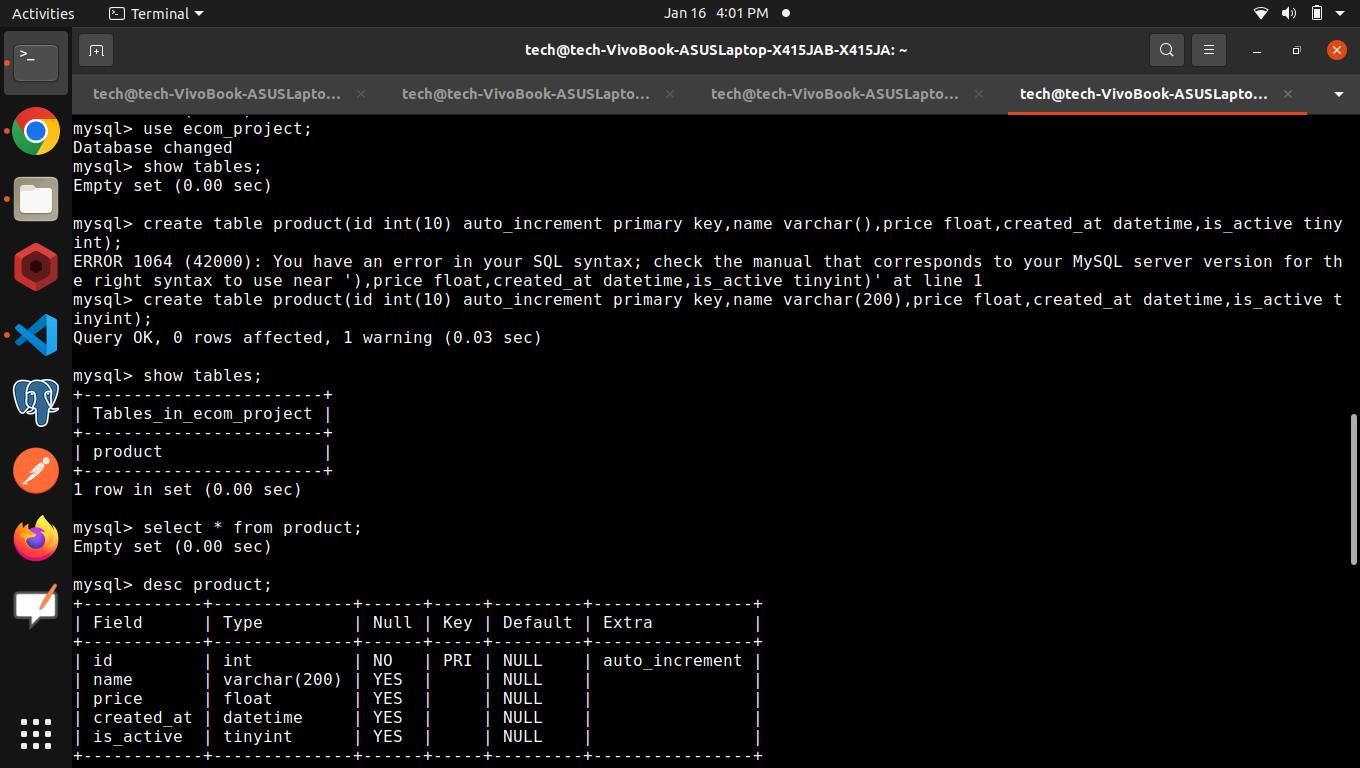 Activities
Terminal
Jan 16 4:01 PM
tech@tech-VivoBook-ASUSLaptop-X415JAB-X415JA: ~
tech@tech-VivoBook-ASUSLapto...
tech@tech-VivoBook-ASUSLapto...
tech@tech-VivoBook-ASUSLapto...
tech@tech-VivoBook-ASUSLapto...
mysql> use ecom_project;
Database changed
mysql> show tables;
Empty set (0.00 sec)
mysql> create table product(id int(10) auto_increment primary key,name varchar(),price float,created_at datetime,is_active tiny
int);
ERROR 1064 (42000): You have an error in your SQL syntax; check the manual that corresponds to your MySQL server version for th
e right syntax to use near '),price float,created_at datetime,is_active tinyint)' at line 1
mysql> create table product(id int(10) auto_increment primary key,name varchar(200),price float,created_at datetime,is_active t
inyint);
Query OK, 0 rows affected, 1 warning (0.03 sec)
mysql> show tables;
+------------------------+
| Tables_in_ecom_project |
+------------------------+
| product                |
+------------------------+
1 row in set (0.00 sec)
mysql> select * from product;
Empty set (0.00 sec)
mysql> desc product;
+------------+--------------+------+-----+---------+----------------+
| Field      | Type         | Null | Key | Default | Extra          |
+------------+--------------+------+-----+---------+----------------+
| id         | int          | NO   | PRI | NULL    | auto_increment |
| name       | varchar(200) | YES  |     | NULL    |                |
| price      | float        | YES  |     | NULL    |                |
| created_at | datetime     | YES  |     | NULL    |                |
| is_active  | tinyint      | YES  |     | NULL    |                |
+------------+--------------+------+-----+---------+----------------+